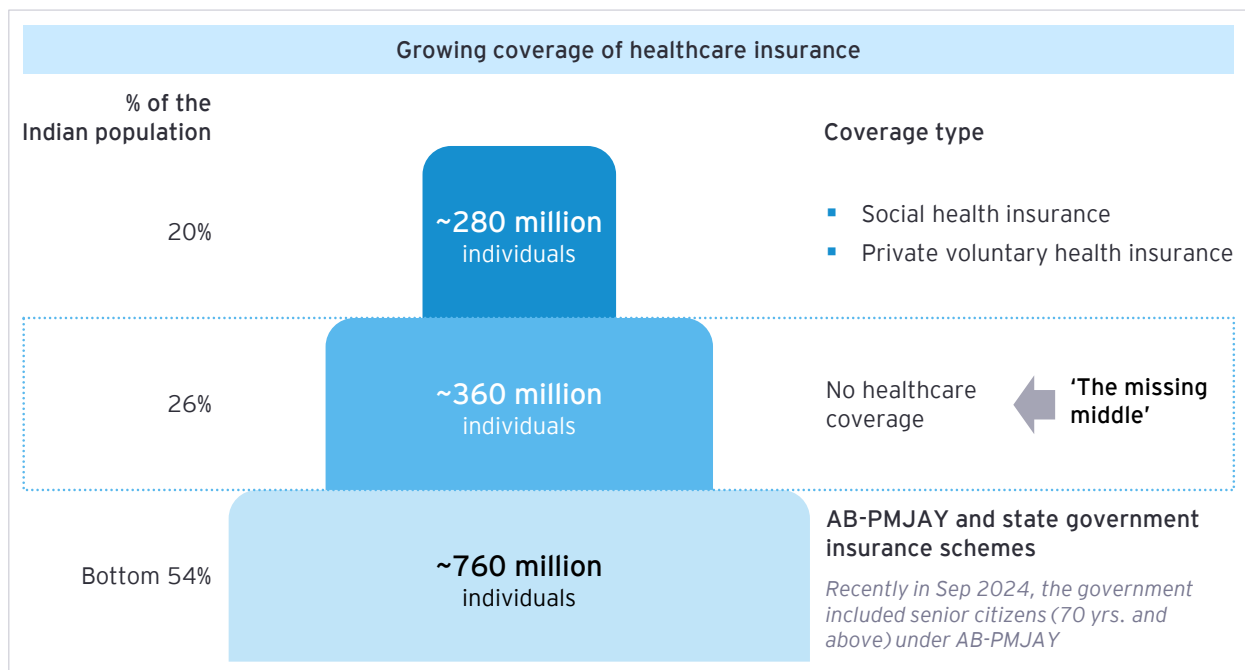 Growing coverage of healthcare insurance
% of the
Indian population
Coverage type
20%
~280 million
individuals
▪ Social health insurance
▪ Private voluntary health insurance
26%
~360 million
individuals
No healthcare
coverage
‘The missing
middle’
Bottom 54%
~760 million
individuals
AB-PMJAY and state government
insurance schemes
Recently in Sep 2024, the government
included senior citizens (70 yrs. and
above) under AB-PMJAY